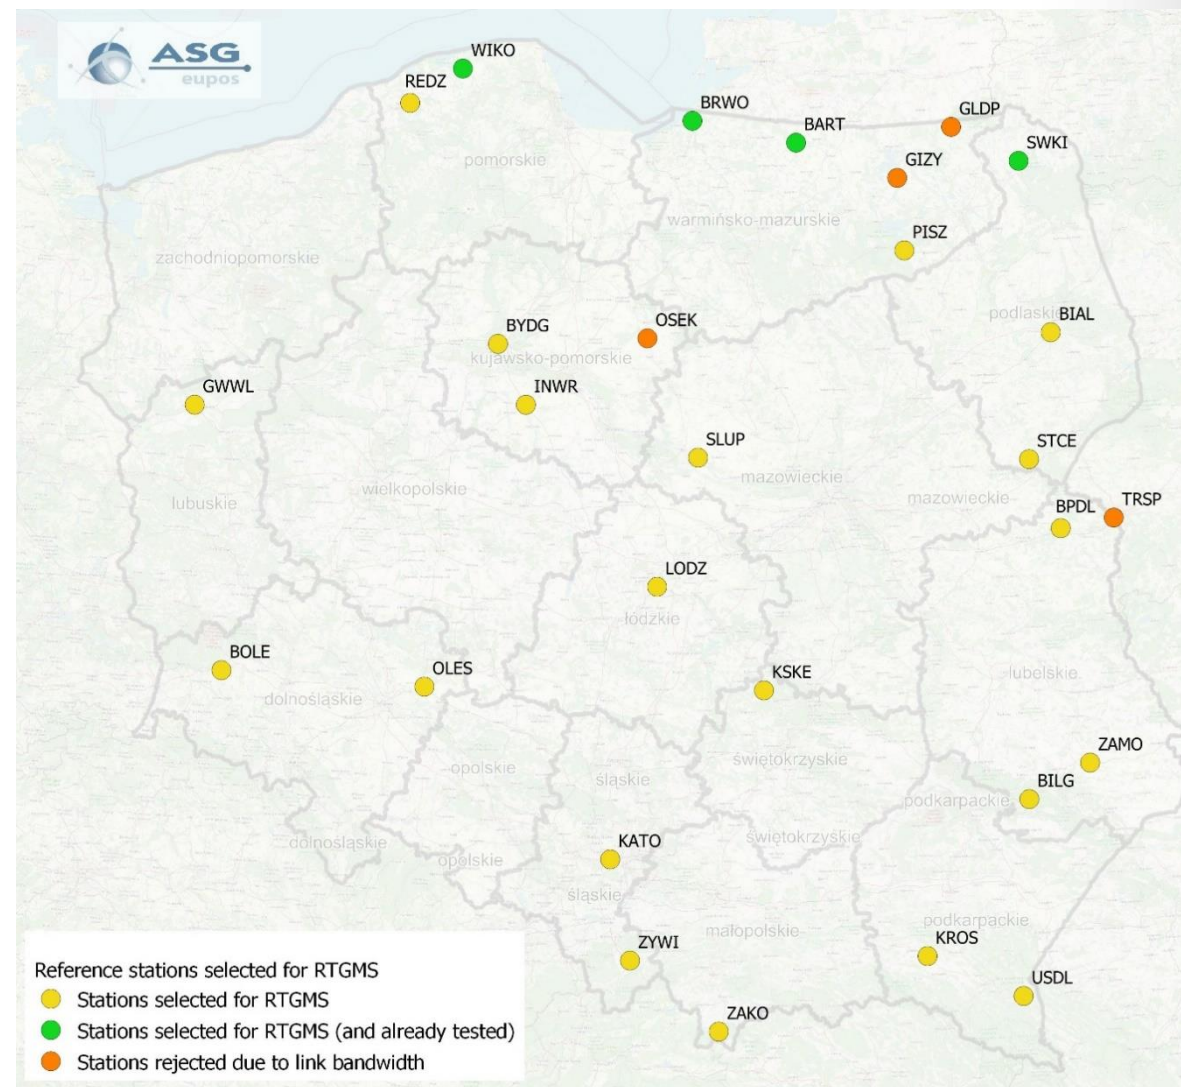 ASG
eupos
WIKO
REDZ
BRWO
GLDP
BART
SWKI
pomorskie
GIZY
warmińsko-mazurskie
PISZ
zachodniopomorskie
podlaskie
BIAL
OSEK
BYDG
kujawsko-pomorskie
GWWL
INWR
SLUP
STCE
mazowieckie
wielkopolskie
mazowieckie
lubuskie
BPDL
TRSP
LODZ
łódzkie
BOLE
OLES
KSKE
lubelskie
dolnośląskie
ZAMO
świętokrzyskie
opolskie
śląskie
BILG
podkarpackie
KATO
świętokrzyskie
dolnośląskie
opolskie
śląskie
podkarpackie
małopolskie
ZYWI
KROS
USDL
ZAKO
Reference stations selected for RTGMS
Stations selected for RTGMS
Stations selected for RTGMS (and already tested)
Stations rejected due to link bandwidth